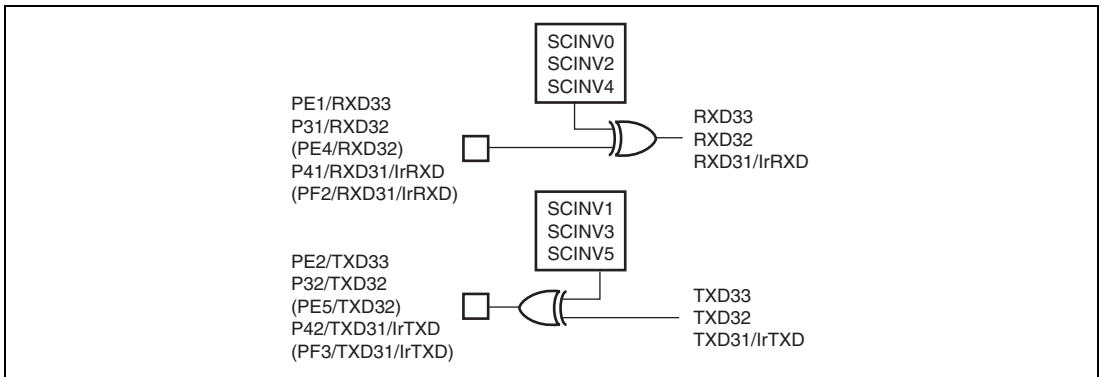 SCINV0
SCINV2
SCINV4
PE1/RXD33
P31/RXD32
(PE4/RXD32)
P41/RXD31/IrRXD
(PF2/RXD31/IrRXD)
RXD33
RXD32
RXD31/IrRXD
SCINV1
SCINV3
SCINV5
PE2/TXD33
P32/TXD32
(PE5/TXD32)
P42/TXD31/IrTXD
(PF3/TXD31/IrTXD)
TXD33
TXD32
TXD31/IrTXD